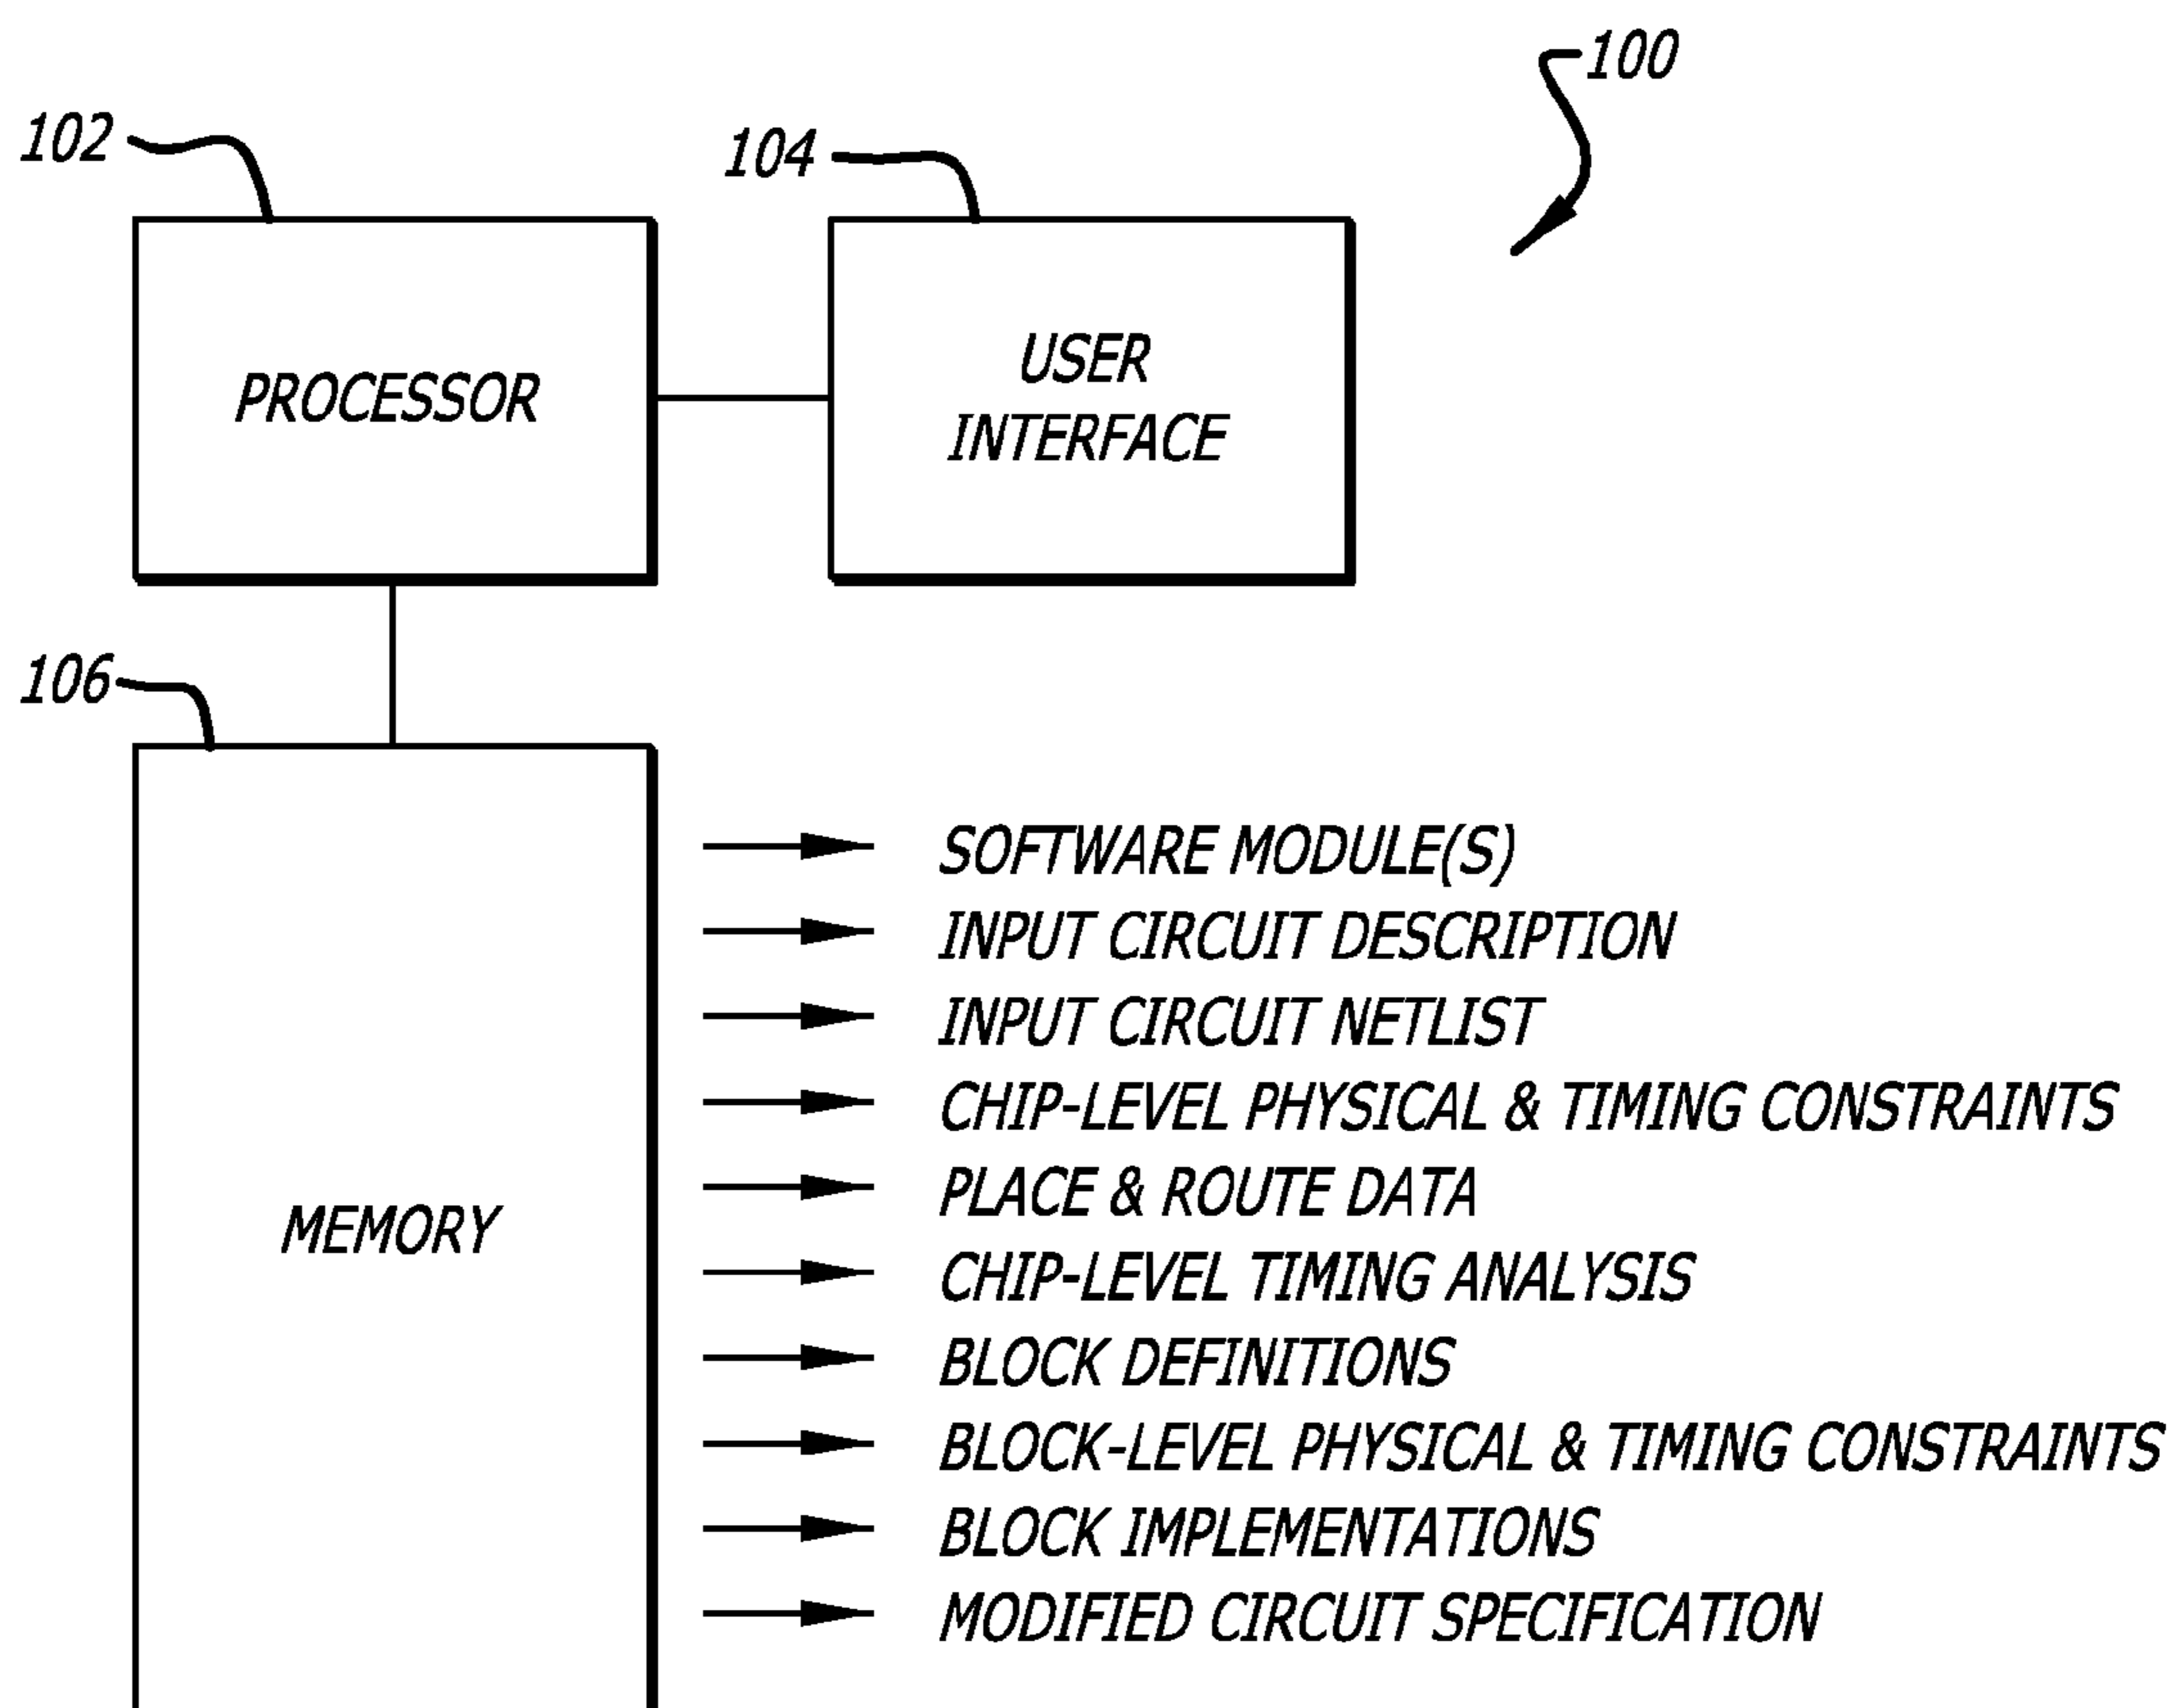 100
102
104
PROCESSOR
USER
INTERFACE
106
MEMORY
SOFTWARE MODULE(S)
INPUT CIRCUIT DESCRIPTION
INPUT CIRCUIT NETLIST
CHIP-LEVEL PHYSICAL & TIMING CONSTRAINTS
PLACE & ROUTE DATA
CHIP-LEVEL TIMING ANALYSIS
BLOCK DEFINITIONS
BLOCK-LEVEL PHYSICAL & TIMING CONSTRAINTS
BLOCK IMPLEMENTATIONS
MODIFIED CIRCUIT SPECIFICATION